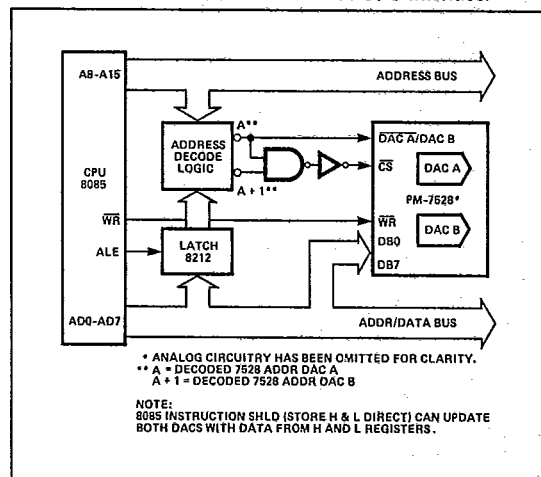 A8-A15
ADDRESS BUS
A**
ADDRESS
DECODE
LOGIC
A + 1**
DAC A/DAC B
CS
DAC A
CPU
8085
PM-7528*
WR
WR
DAC B
ALE
LATCH
8212
DB0
DB7
AD0-AD7
ADDR/DATA BUS
* ANALOG CIRCUITRY HAS BEEN OMITTED FOR CLARITY.
** A = DECODED 7528 ADDR DAC A
A + 1 = DECODED 7528 ADDR DAC B
NOTE:
8085 INSTRUCTION SHLD (STORE H & L DIRECT) CAN UPDATE
BOTH DACS WITH DATA FROM H AND L REGISTERS.